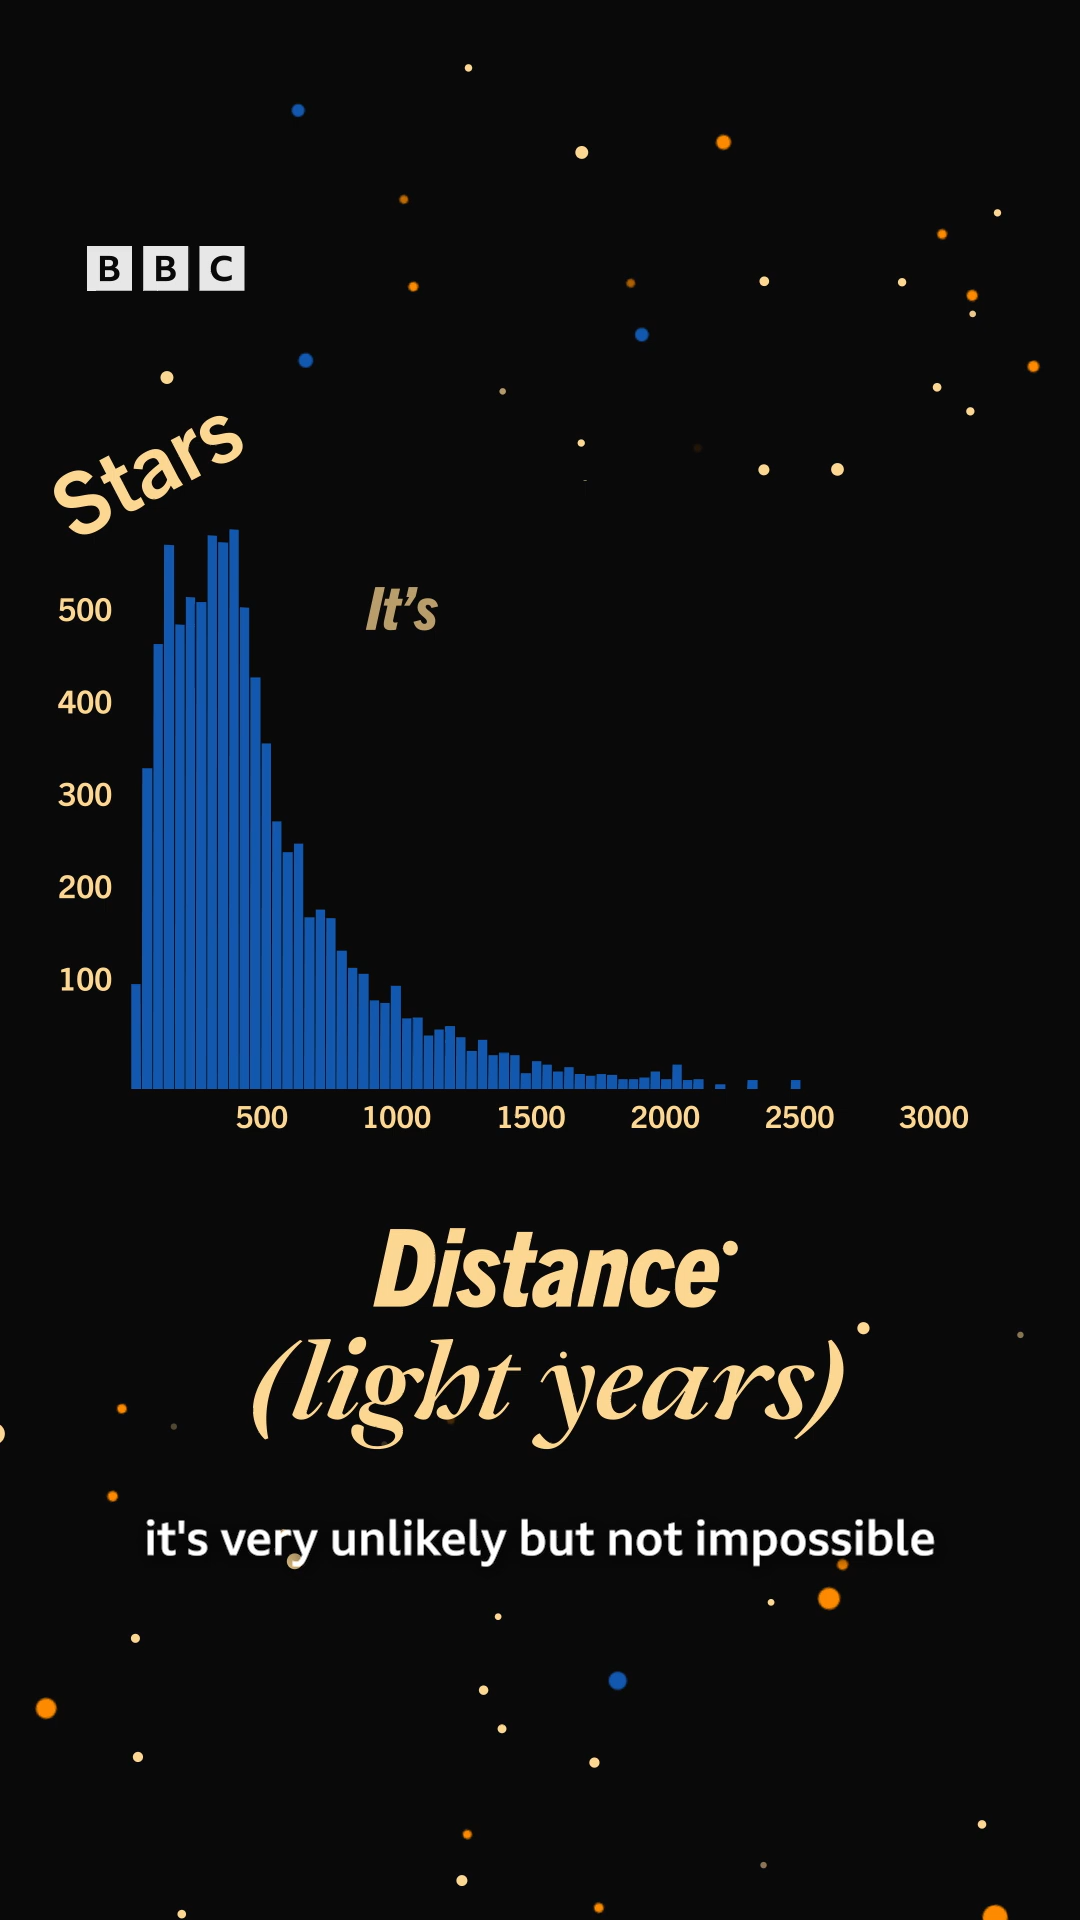 BBC
Stars
It’s
500
400
300
200
100
500 1000 1500 2000 2500 3000
Distance
(light years)
it's very unlikely but not impossible